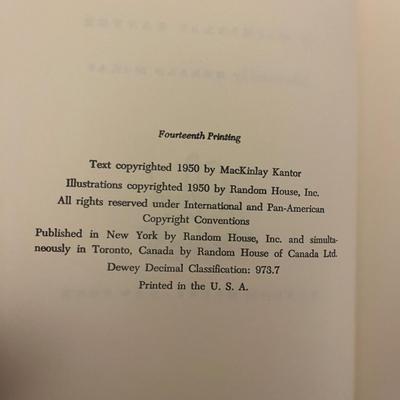 Fourteenth Printing
Text copyrighted 1950 by MacKinlay Kantor
Illustrations copyrighted 1950 by Random House, Inc.
All rights reserved under International and Pan-American
Copyright Conventions
Published in New York by Random House, Inc. and simulta-
neously in Toronto, Canada by Random House of Canada Ltd.
Dewey Decimal Classification: 973.7
Printed in the U. S. A.